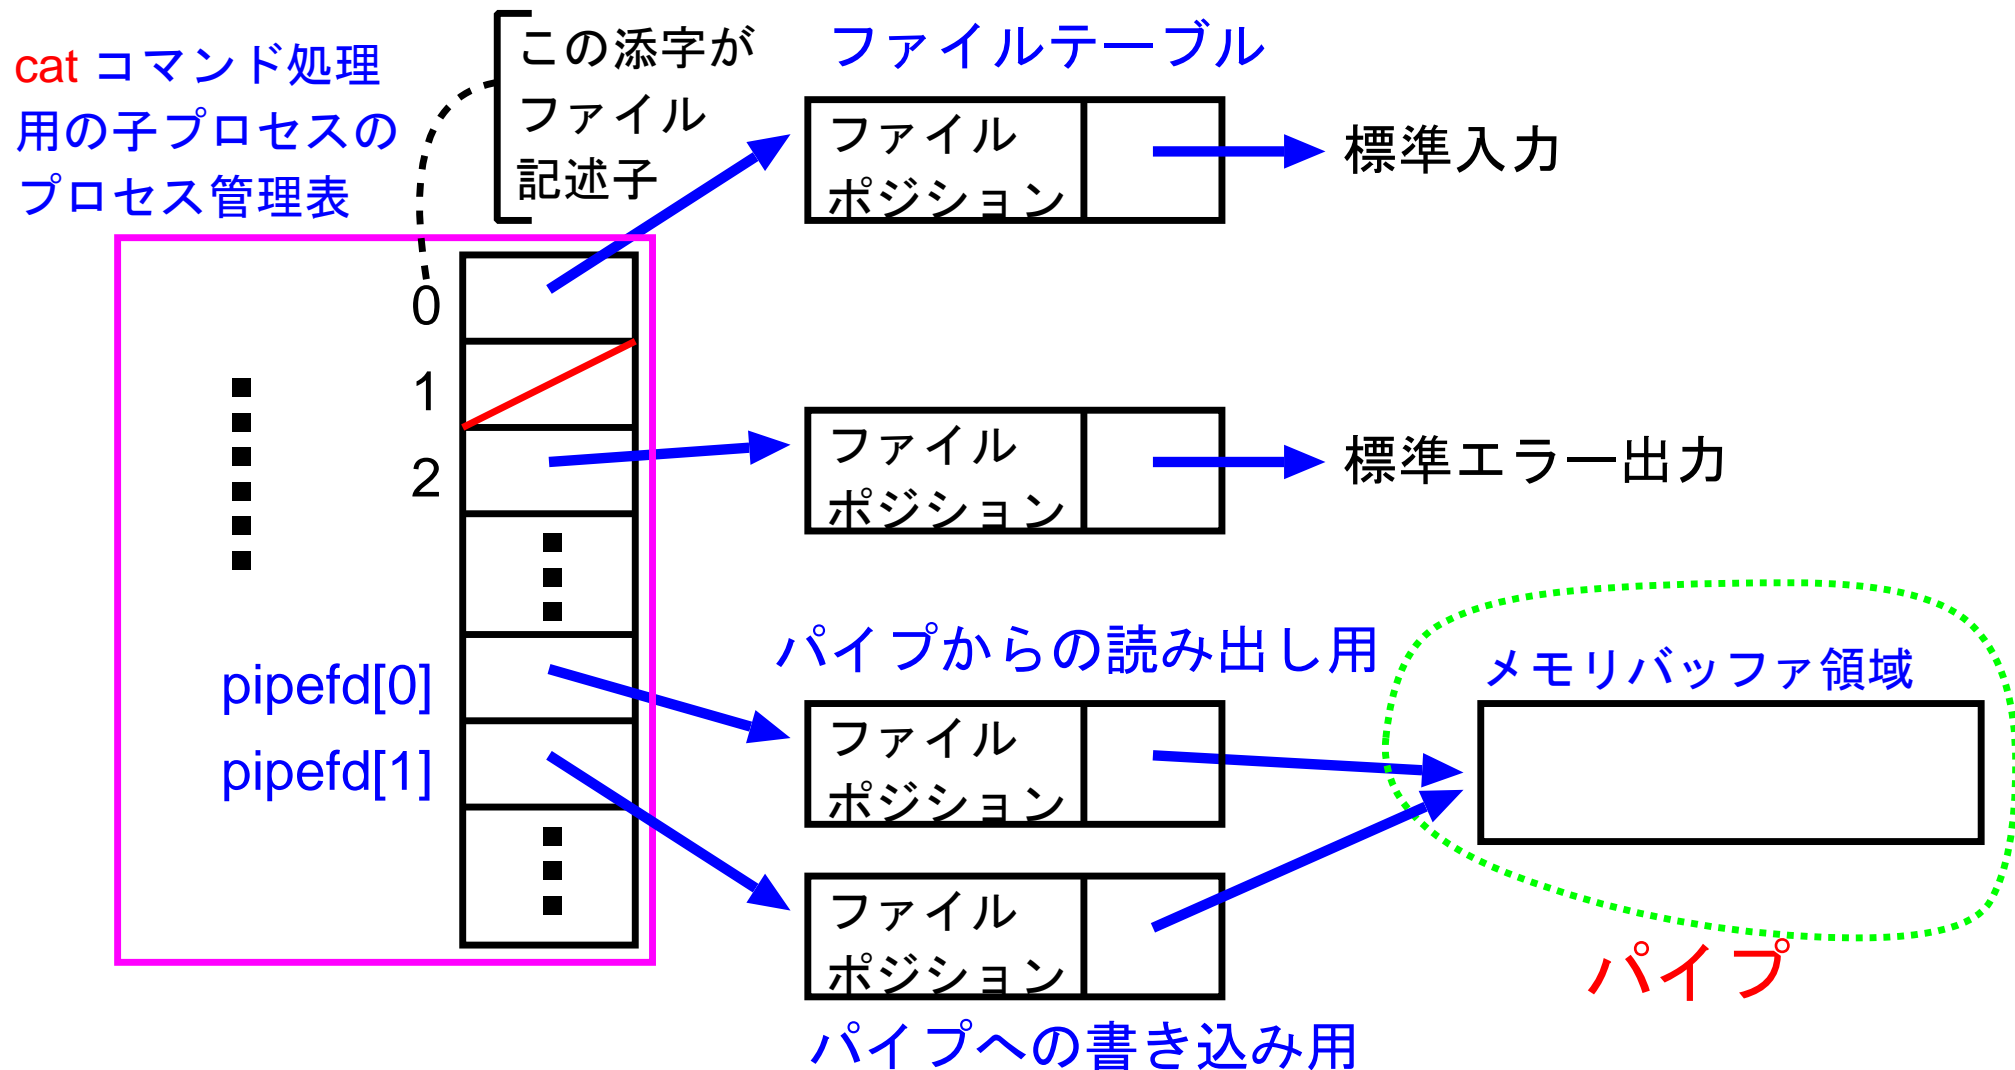 cat コマンド処理
用の子プロセスの
プロセス管理表
この添字が
ファイル
記述子
ファイルテーブル
ファイル
ポジション
標準入力
0
1
2
ファイル
ポジション
標準エラー出力
パイプからの読み出し用
メモリバッファ領域
pipefd[0]
pipefd[1]
ファイル
ポジション
ファイル
ポジション
パイプ
パイプへの書き込み用